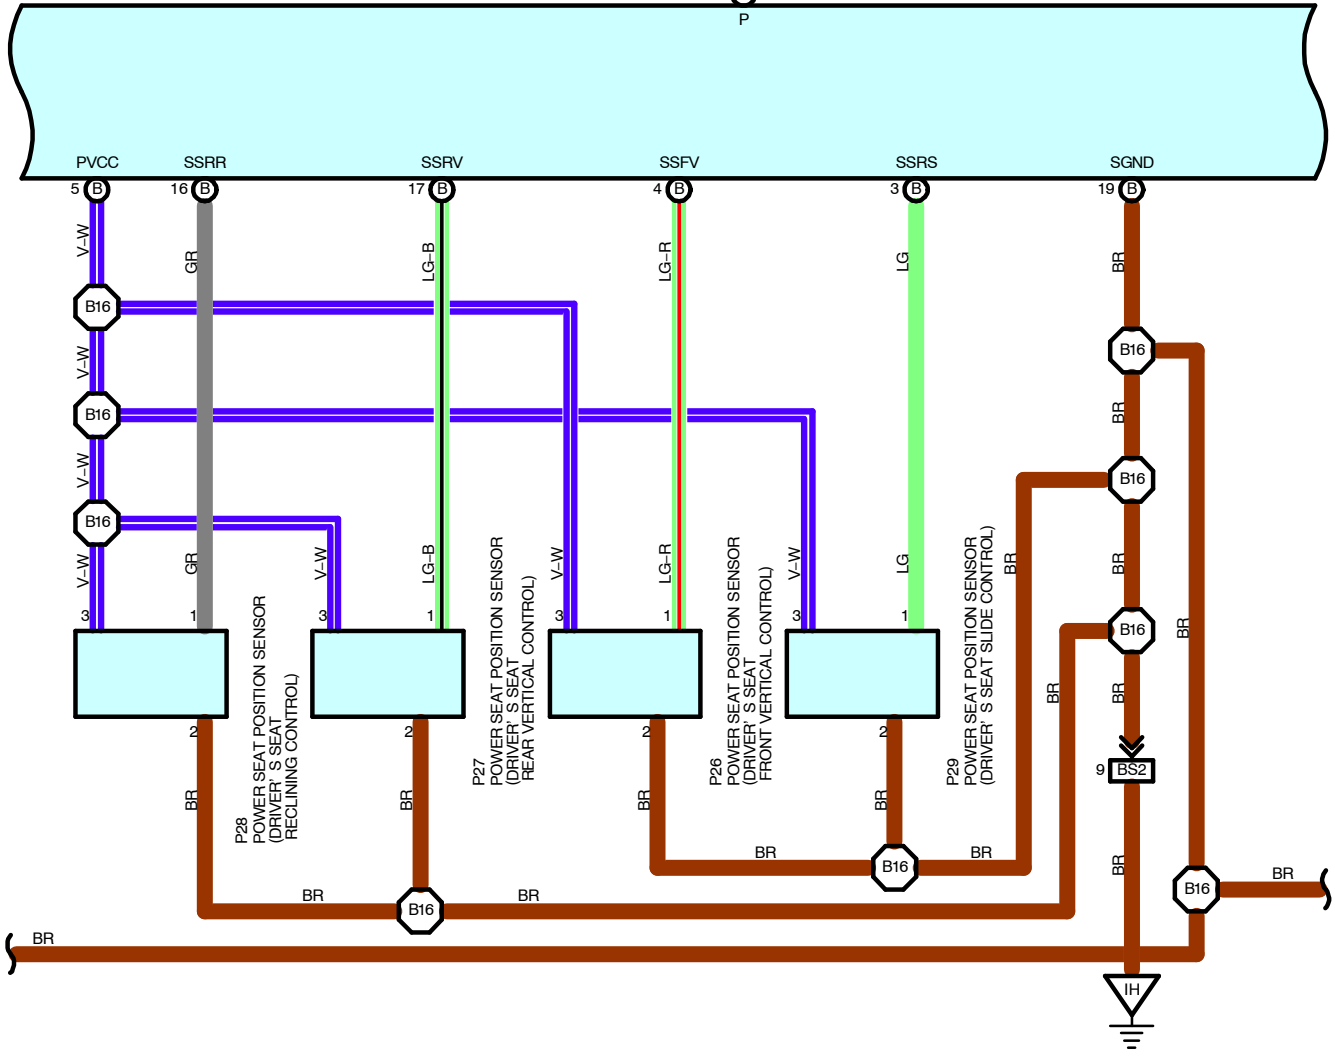 P
PVCC SSRR SSRV SSFV SSRS SGND
5 B 16 B 17 B 4 B 3 B 19 B
V–W
GR
LG–B
LG–R
LG
BR
B16
B16
V–W
BR
B16
B16
V–W
B16
V–W
GR
V–W
LG–B
V–W
LG–R
V–W
LG
BR
BR
B16
BR
3 1 3 1 3 1 3 1
BR
BR
2 2 2 2
P28
POWER SEAT POSITION SENSOR
(DRIVER' S SEAT
RECLINING CONTROL)
P27
POWER SEAT POSITION SENSOR
(DRIVER' S SEAT
REAR VERTICAL CONTROL)
P26
POWER SEAT POSITION SENSOR
(DRIVER' S SEAT
FRONT VERTICAL CONTROL)
P29
POWER SEAT POSITION SENSOR
(DRIVER' S SEAT SLIDE CONTROL)
9 BS2
BR
BR
BR
BR
BR
B16
BR
BR
B16
BR
BR
B16
BR
BR
IH